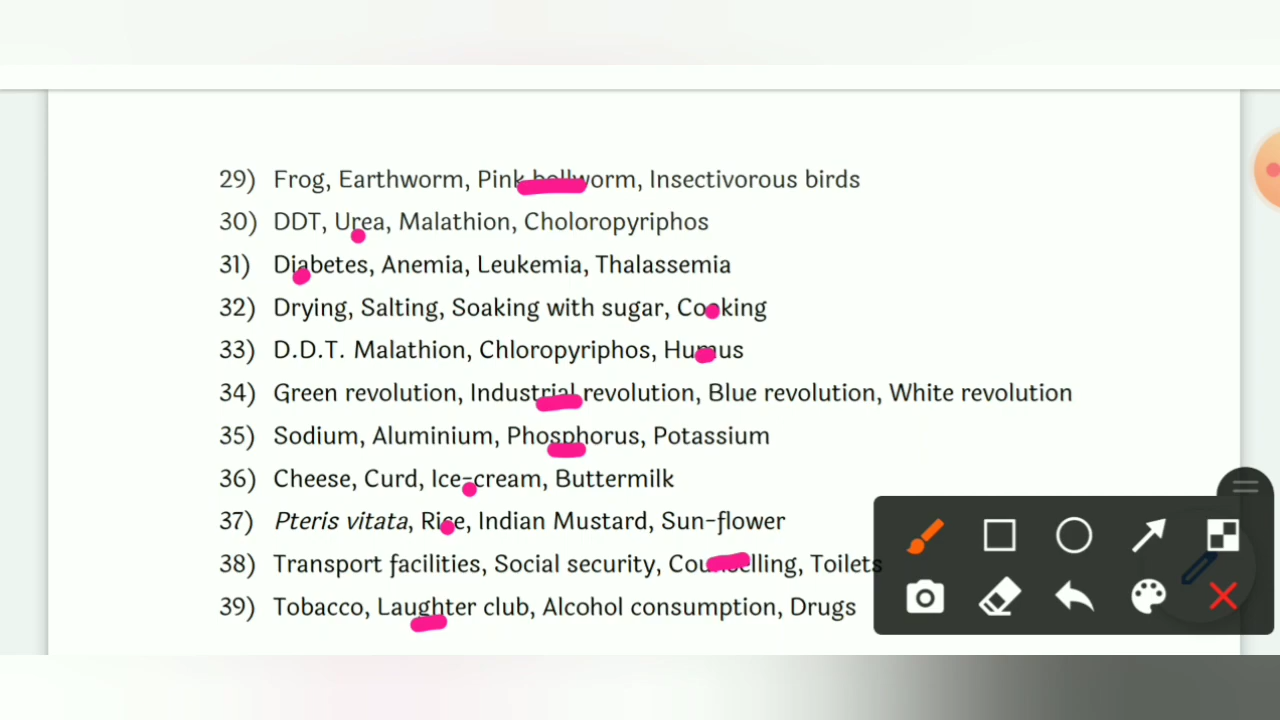 29) Frog, Earthworm, Pink bollworm, Insectivorous birds
30) DDT, Urea, Malathion, Choloropyriphos
31) Diabetes, Anemia, Leukemia, Thalassemia
32) Drying, Salting, Soaking with sugar, Cooking
33) D.D.T. Malathion, Chloropyriphos, Humus
34) Green revolution, Industrial revolution, Blue revolution, White revolution
35) Sodium, Aluminium, Phosphorus, Potassium
36) Cheese, Curd, Ice-cream, Buttermilk
37) Pteris vitata, Rice, Indian Mustard, Sun-flower
38) Transport facilities, Social security, Counselling, Toilets
39) Tobacco, Laughter club, Alcohol consumption, Drugs